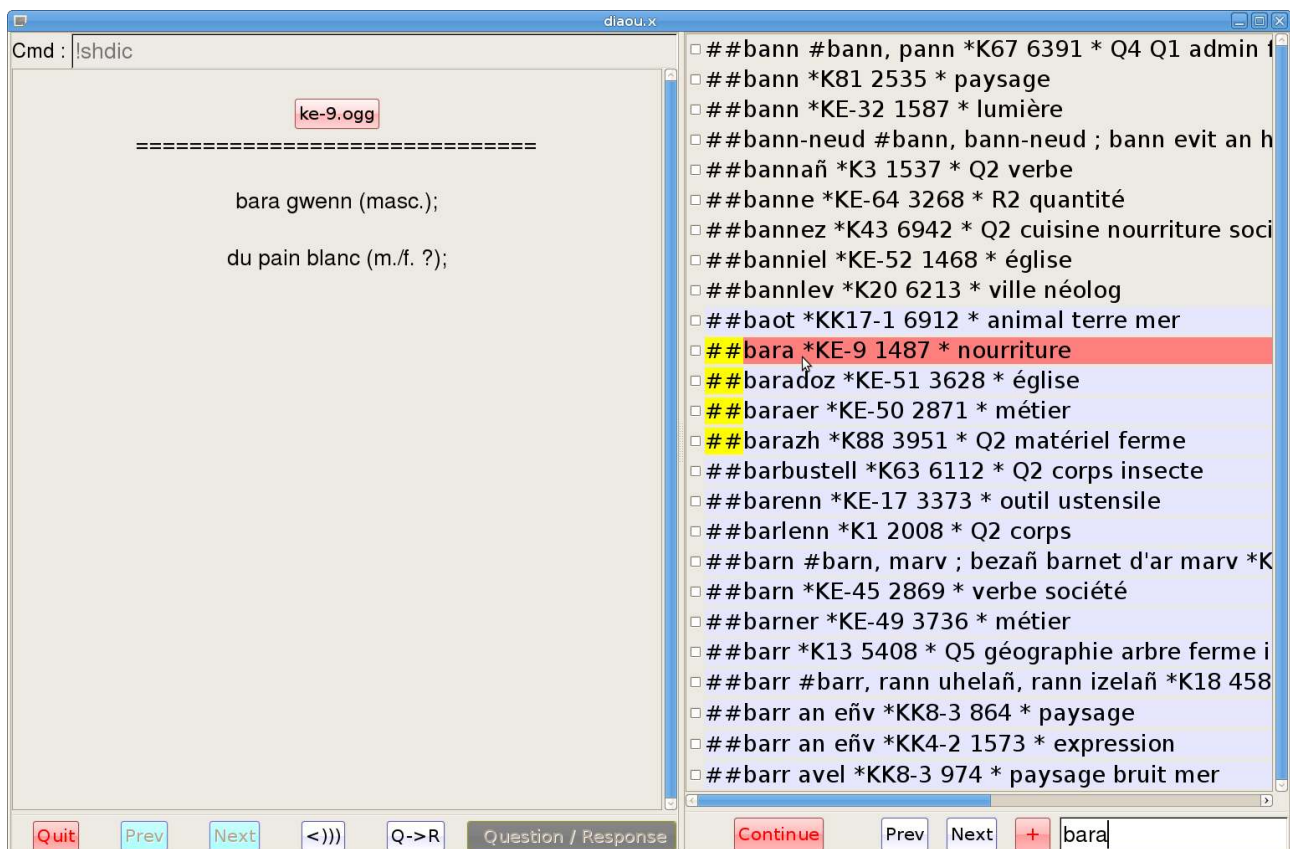 diaou.x
Cmd : !shdic
ke-9.ogg
==============================
bara gwenn (masc.);
du pain blanc (m./f. ?);
Quit Prev Next <))) Q->R Question / Response
##bann #bann, pann *K67 6391 * Q4 Q1 admin f
##bann *K81 2535 * paysage
##bann *KE-32 1587 * lumière
##bann-neud #bann, bann-neud ; bann evit an h
##bannañ *K3 1537 * Q2 verbe
##banne *KE-64 3268 * R2 quantité
##bannez *K43 6942 * Q2 cuisine nourriture soci
##banniel *KE-52 1468 * église
##bannlev *K20 6213 * ville néolog
##baot *KK17-1 6912 * animal terre mer
##bara *KE-9 1487 * nourriture
##baradoz *KE-51 3628 * église
##baraer *KE-50 2871 * métier
##barazh *K88 3951 * Q2 matériel ferme
##barbustell *K63 6112 * Q2 corps insecte
##barenn *KE-17 3373 * outil ustensile
##barlenn *K1 2008 * Q2 corps
##barn #barn, marv ; bezañ barnet d'ar marv *K
##barn *KE-45 2869 * verbe société
##barner *KE-49 3736 * métier
##barr *K13 5408 * Q5 géographie arbre ferme i
##barr #barr, rann uhelañ, rann izelañ *K18 458
##barr an eñv *KK8-3 864 * paysage
##barr an eñv *KK4-2 1573 * expression
##barr avel *KK8-3 974 * paysage bruit mer
Continue Prev Next + bara